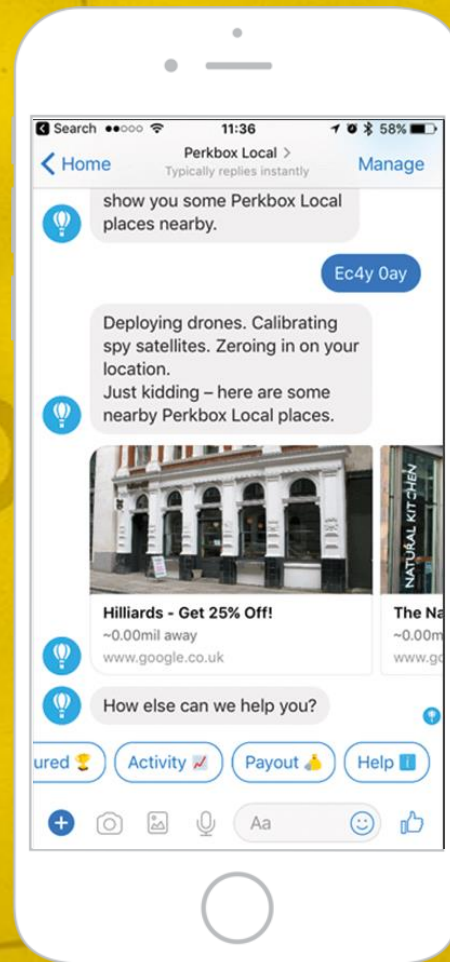 Search 11:36 58%
Home Perkbox Local > Manage
Typically replies instantly
show you some Perkbox Local
places nearby.
Ec4y 0ay
Deploying drones. Calibrating
spy satellites. Zeroing in on your
location.
Just kidding – here are some
nearby Perkbox Local places.
NATURAL KITCHEN
Hilliards - Get 25% Off!
~0.00mil away
www.google.co.uk
The Na
~0.00m
www.go
How else can we help you?
ured 🏆 Activity 📈 Payout 💰 Help ℹ️
Aa